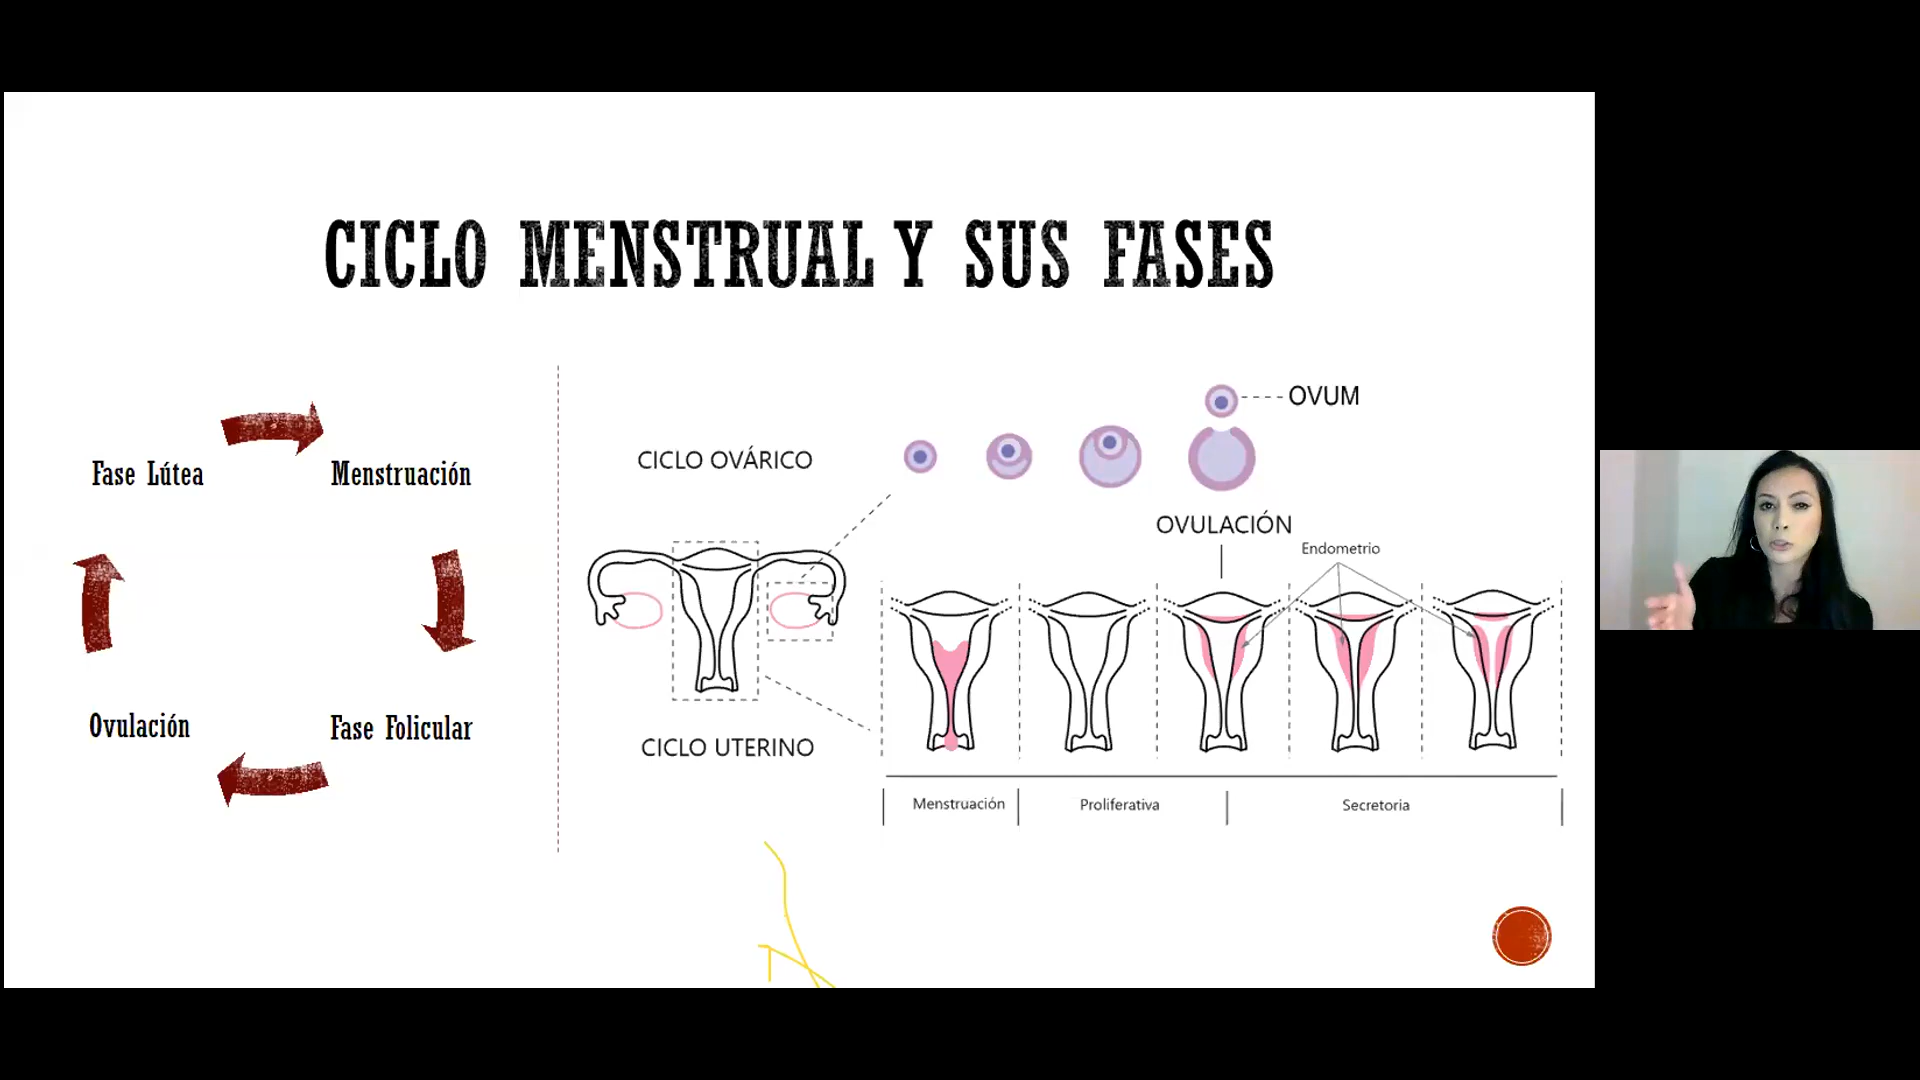 CICLO MENSTRUAL Y SUS FASES
Fase Lútea
Menstruación
Ovulación
Fase Folicular
CICLO OVÁRICO
OVUM
OVULACIÓN
Endometrio
CICLO UTERINO
Menstruación
Proliferativa
Secretoria